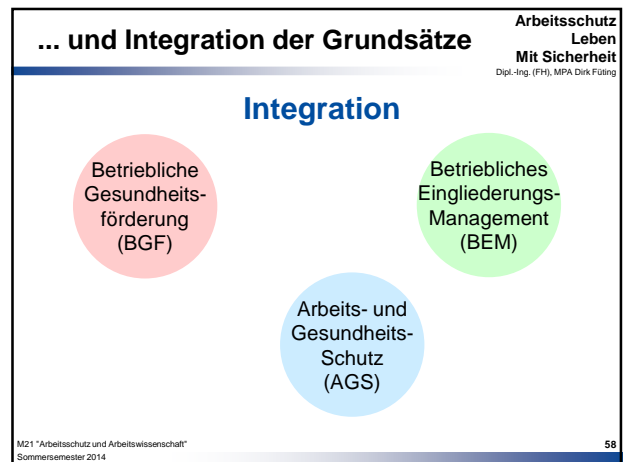 ... und Integration der Grundsätze
Arbeitsschutz
Leben
Mit Sicherheit
Dipl.-Ing. (FH), MPA Dirk Füting
Integration
Betriebliche
Gesundheits-
förderung
(BGF)
Betriebliches
Eingliederungs-
Management
(BEM)
Arbeits- und
Gesundheits-
Schutz
(AGS)
M21 "Arbeitsschutz und Arbeitswissenschaft"
Sommersemester 2014
58